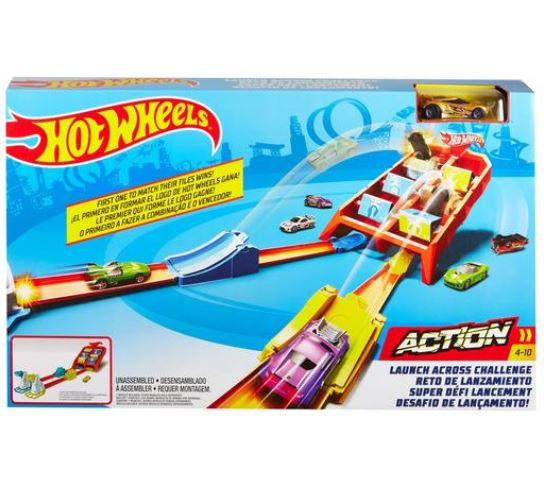 HOT WHEELS
FIRST ONE TO MATCH THEIR TILES WINS!
¡EL PRIMERO EN FORMAR EL LOGO DE HOT WHEELS GANA!
LE PREMIER QUI FORME LE LOGO GAGNE!
O PRIMEIRO A FAZER A COMBINAÇÃO É O VENCEDOR!
HOT WHEELS
ACTION
4-10
LAUNCH ACROSS CHALLENGE
RETO DE LANZAMIENTO
SUPER DÉFI LANCEMENT
DESAFIO DE LANÇAMENTO!
UNASSEMBLED • DESENSAMBLADO
À ASSEMBLER • REQUER MONTAGEM.